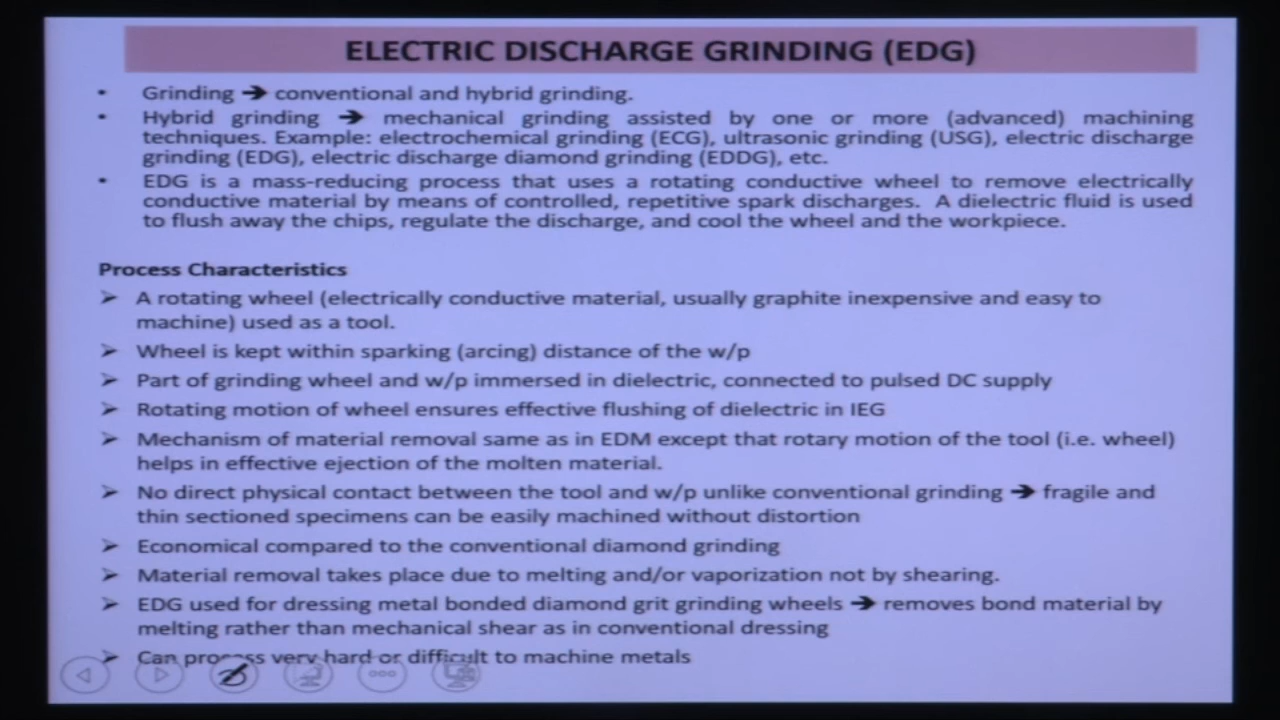 ELECTRIC DISCHARGE GRINDING (EDG)
• Grinding ➔ conventional and hybrid grinding.
• Hybrid grinding ➔ mechanical grinding assisted by one or more (advanced) machining
techniques. Example: electrochemical grinding (ECG), ultrasonic grinding (USG), electric discharge
grinding (EDG), electric discharge diamond grinding (EDDG), etc.
• EDG is a mass-reducing process that uses a rotating conductive wheel to remove electrically
conductive material by means of controlled, repetitive spark discharges. A dielectric fluid is used
to flush away the chips, regulate the discharge, and cool the wheel and the workpiece.
Process Characteristics
➢ A rotating wheel (electrically conductive material, usually graphite inexpensive and easy to
machine) used as a tool.
➢ Wheel is kept within sparking (arcing) distance of the w/p
➢ Part of grinding wheel and w/p immersed in dielectric, connected to pulsed DC supply
➢ Rotating motion of wheel ensures effective flushing of dielectric in IEG
➢ Mechanism of material removal same as in EDM except that rotary motion of the tool (i.e. wheel)
helps in effective ejection of the molten material.
➢ No direct physical contact between the tool and w/p unlike conventional grinding ➔ fragile and
thin sectioned specimens can be easily machined without distortion
➢ Economical compared to the conventional diamond grinding
➢ Material removal takes place due to melting and/or vaporization not by shearing.
➢ EDG used for dressing metal bonded diamond grit grinding wheels ➔ removes bond material by
melting rather than mechanical shear as in conventional dressing
➢ Can process very hard or difficult to machine metals